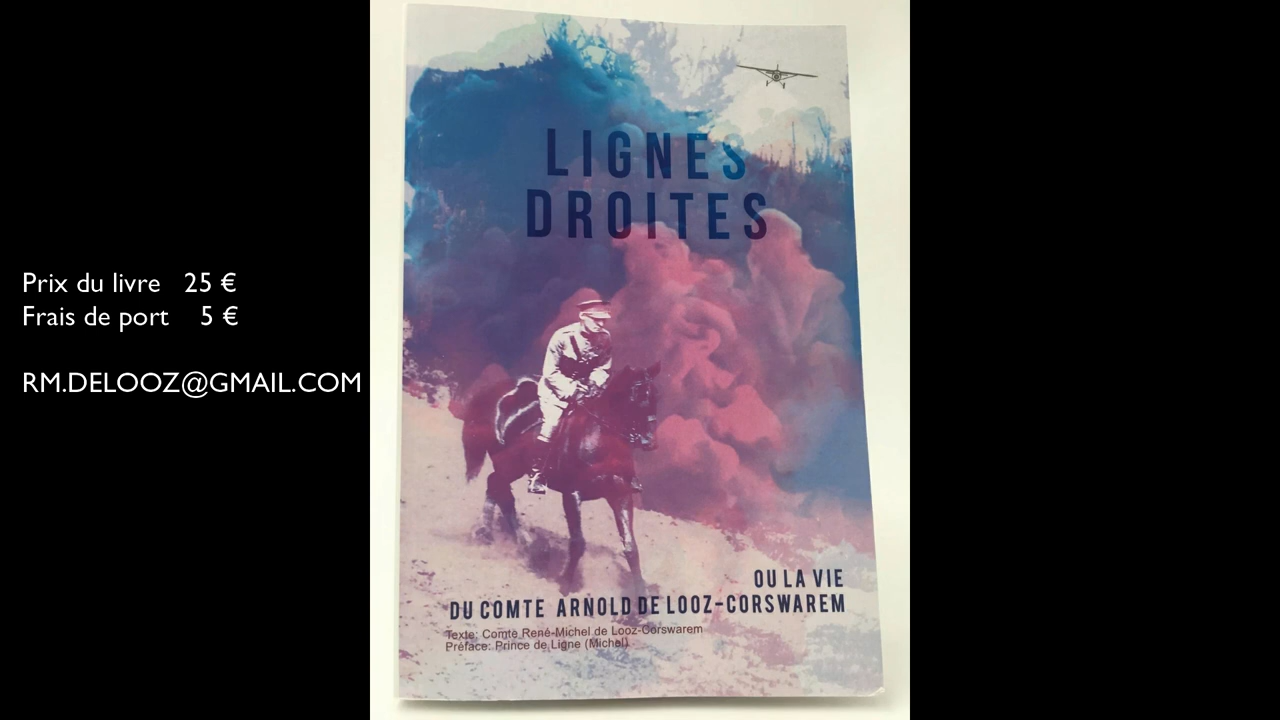 Prix du livre 25 €
Frais de port 5 €
RM.DELOOZ@GMAIL.COM
LIGNES
DROITES
OU LA VIE
DU COMTE ARNOLD DE LOOZ-CORSWAREM
Texte: Comte René-Michel de Looz-Corswarem
Préface: Prince de Ligne (Michel)